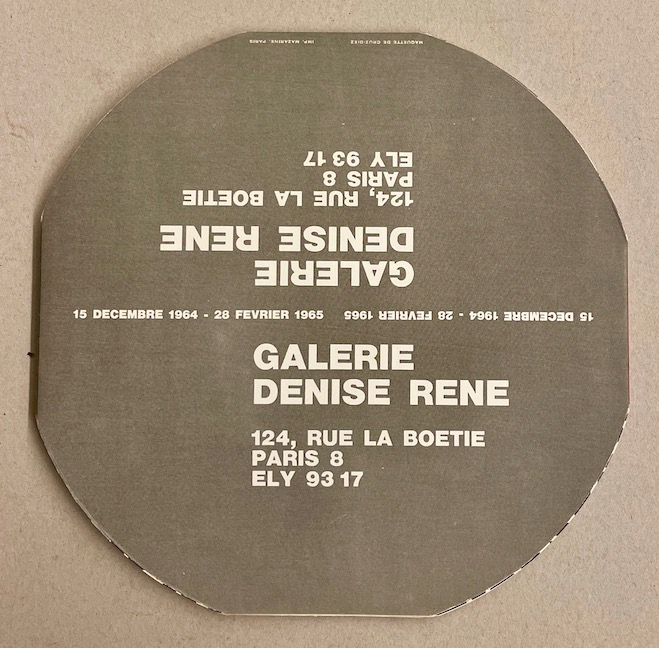 IMP. MAZARINE. PARIS MAQUETTE DE CRUZ-DIEZ
ELY 93 17
PARIS 8
124, RUE LA BOETIE
DENISE RENE
GALERIE
15 DECEMBRE 1964 - 28 FEVRIER 1965 15 DECEMBRE 1964 - 28 FEVRIER 1965
GALERIE
DENISE RENE
124, RUE LA BOETIE
PARIS 8
ELY 93 17